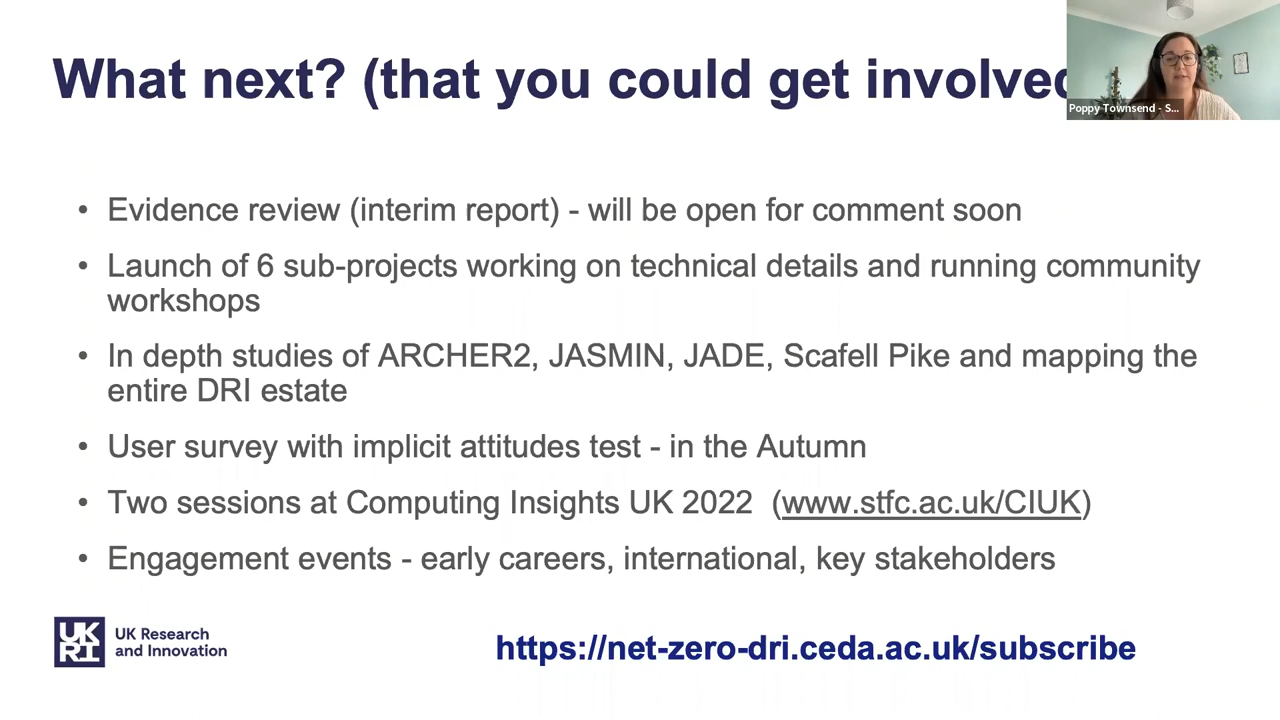 What next? (that you could get involved
Poppy Townsend - S...
• Evidence review (interim report) - will be open for comment soon
• Launch of 6 sub-projects working on technical details and running community
workshops
• In depth studies of ARCHER2, JASMIN, JADE, Scafell Pike and mapping the
entire DRI estate
• User survey with implicit attitudes test - in the Autumn
• Two sessions at Computing Insights UK 2022 (www.stfc.ac.uk/CIUK)
• Engagement events - early careers, international, key stakeholders
UK
RI
UK Research
and Innovation
https://net-zero-dri.ceda.ac.uk/subscribe